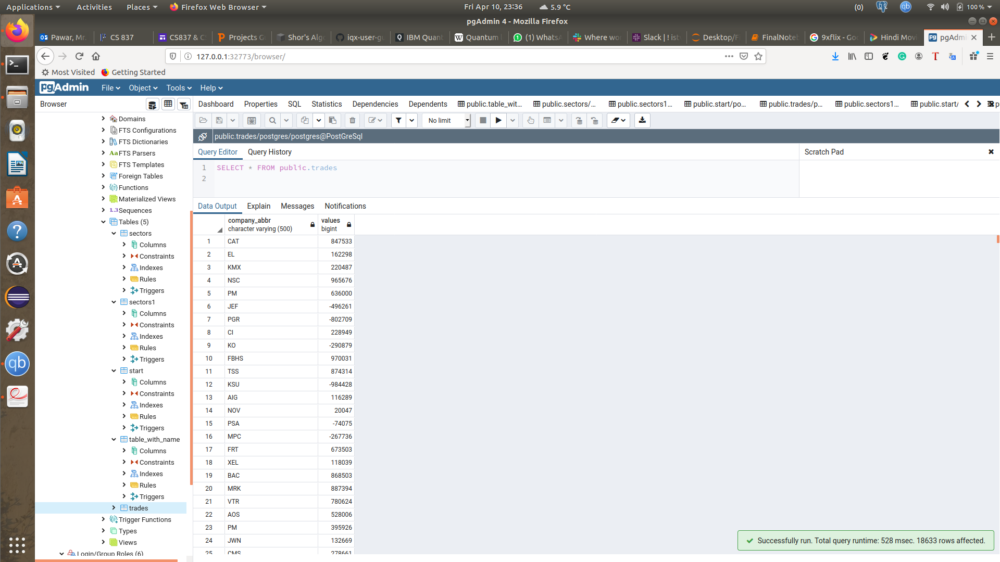 Applications Activities Places Firefox Web Browser Fri Apr 10, 23:36 5.9 °C (0) qb 100 %
pgAdmin 4 - Mozilla Firefox
Pawar, Mr. CS 837 CS837 & C Projects G Shor's Algo iqx-user-gu IBM Quant Quantum (1) WhatsA Where wor Slack | ! ist Desktop/F FinalNoteb 9xflix - Goo Hindi Movi pgAdmi
127.0.0.1:32773/browser/
Most Visited Getting Started
pgAdmin File Object Tools Help
Browser Dashboard Properties SQL Statistics Dependencies Dependents public.table_wit... public.sectors/... public.sectors1... public.start/po... public.trades/p... public.sectors1... public.start/
No limit
public.trades/postgres/postgres@PostGreSql
Query Editor Query History
Scratch Pad
1 SELECT * FROM public.trades
2
Data Output Explain Messages Notifications
company_abbr values
character varying (500) bigint
1 CAT 847533
2 EL 162298
3 KMX 220487
4 NSC 965676
5 PM 636000
6 JEF -496261
7 PGR -802709
8 CI 228949
9 KO -290879
10 FBHS 970031
11 TSS 874314
12 KSU -984428
13 AIG 116289
14 NOV 20047
15 PSA -74075
16 MPC -267736
17 FRT 673503
18 XEL 118039
19 BAC 868503
20 MRK 887394
21 VTR 780624
22 AOS 528006
23 PM 395926
24 JWN 132669
25 CMS 278661
Domains
FTS Configurations
FTS Dictionaries
Aa FTS Parsers
FTS Templates
Foreign Tables
Functions
Materialized Views
1..3 Sequences
Tables (5)
sectors
Columns
Constraints
Indexes
Rules
Triggers
sectors1
Columns
Constraints
Indexes
Rules
Triggers
start
Columns
Constraints
Indexes
Rules
Triggers
table_with_name
Columns
Constraints
Indexes
Rules
Triggers
trades
Trigger Functions
Types
Views
Login/Group Roles (6)
Successfully run. Total query runtime: 528 msec. 18633 rows affected.
qb